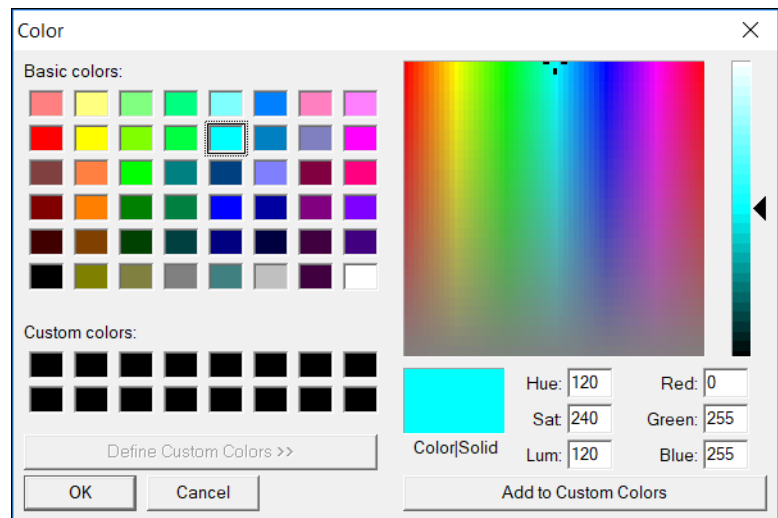 Color
Basic colors:
Custom colors:
Define Custom Colors >>
OK
Cancel
Color|Solid
Hue: 120
Sat: 240
Lum: 120
Red: 0
Green: 255
Blue: 255
Add to Custom Colors